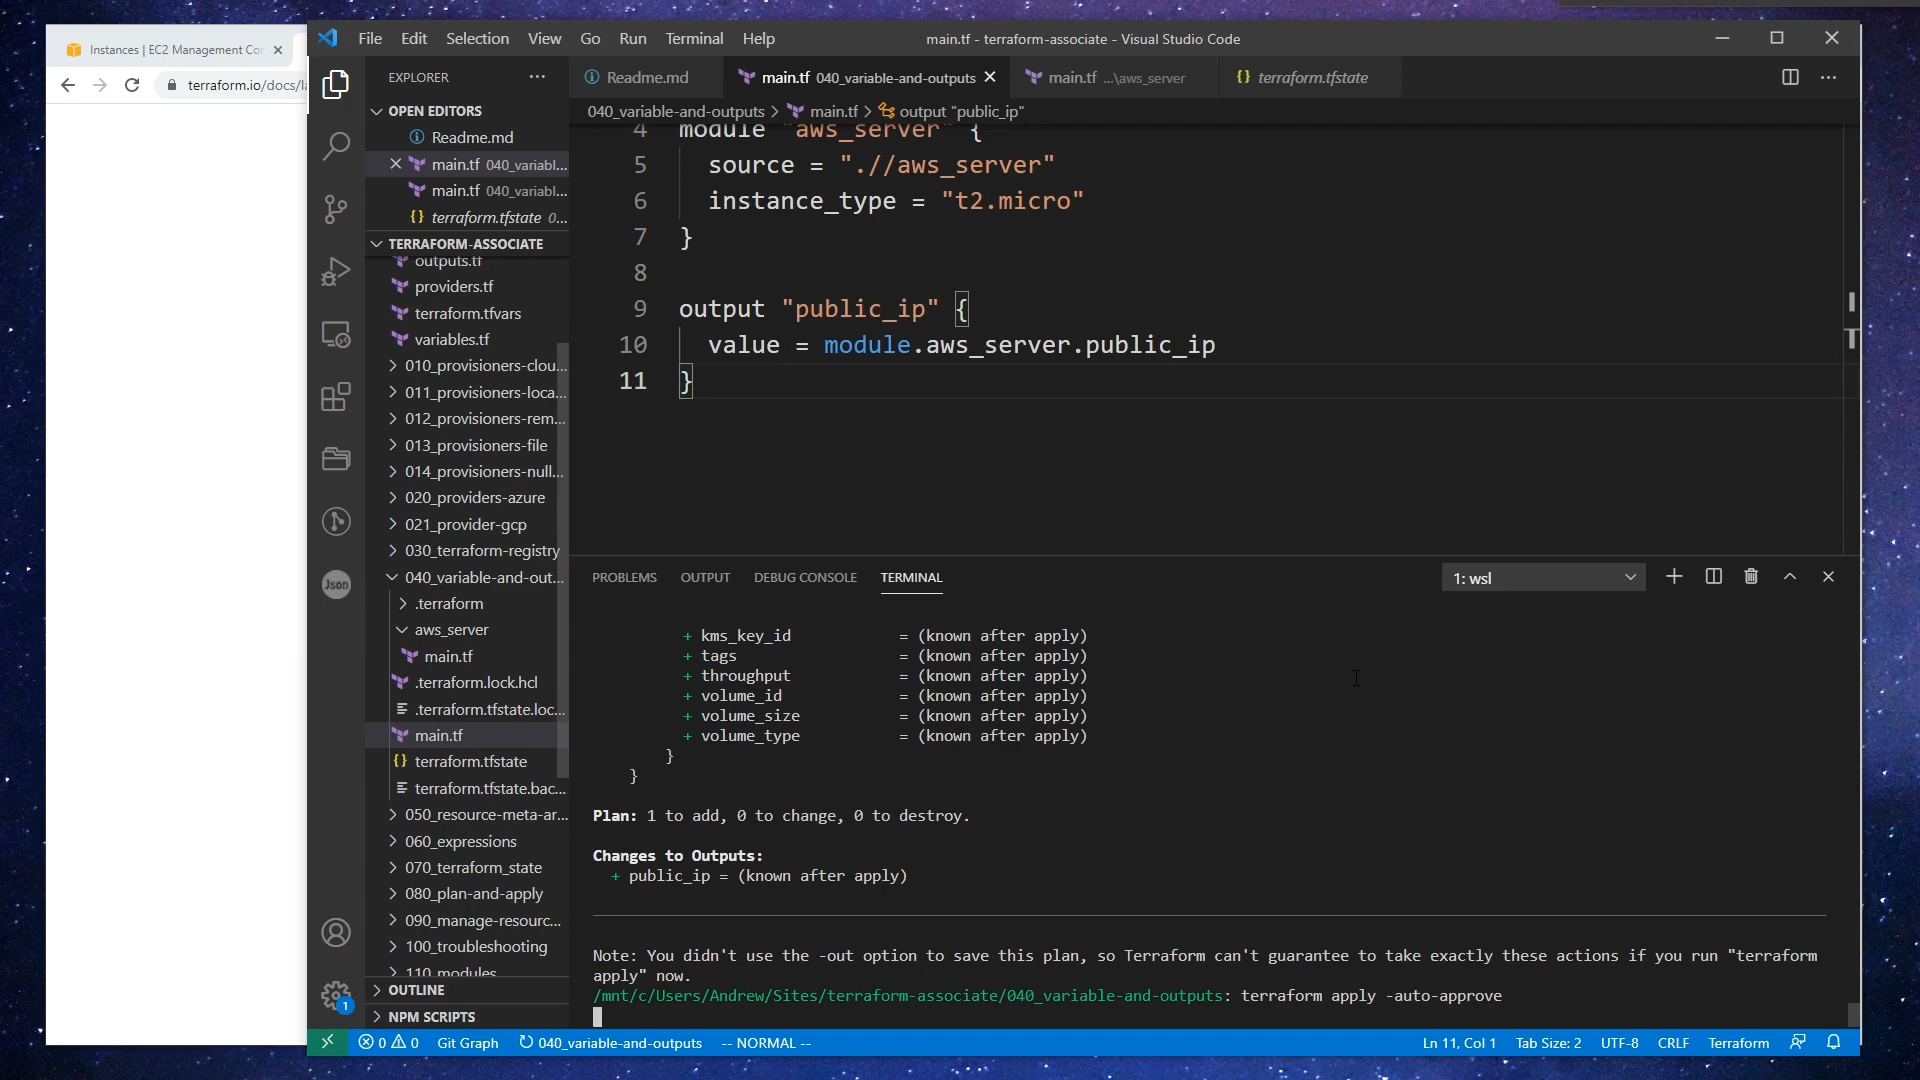 Instances | EC2 Management Co
terraform.io/docs/la
File Edit Selection View Go Run Terminal Help
main.tf - terraform-associate - Visual Studio Code
EXPLORER
OPEN EDITORS
Readme.md
main.tf 040_variabl...
main.tf 040_variabl...
terraform.tfstate 0...
TERRAFORM-ASSOCIATE
outputs.tf
providers.tf
terraform.tfvars
variables.tf
010_provisioners-clou...
011_provisioners-loca...
012_provisioners-rem...
013_provisioners-file
014_provisioners-null...
020_providers-azure
021_provider-gcp
030_terraform-registry
040_variable-and-out...
.terraform
aws_server
main.tf
.terraform.lock.hcl
.terraform.tfstate.loc...
main.tf
terraform.tfstate
terraform.tfstate.bac...
050_resource-meta-ar...
060_expressions
070_terraform_state
080_plan-and-apply
090_manage-resourc...
100_troubleshooting
110_modules
OUTLINE
NPM SCRIPTS
Json
1
Readme.md
main.tf 040_variable-and-outputs
main.tf ...\aws_server
terraform.tfstate
040_variable-and-outputs > main.tf > output "public_ip"
4 module "aws_server" {
5 source = ".//aws_server"
6 instance_type = "t2.micro"
7 }
8
9 output "public_ip" {
10 value = module.aws_server.public_ip
11 }
PROBLEMS OUTPUT DEBUG CONSOLE TERMINAL
1: wsl
+ kms_key_id = (known after apply)
+ tags = (known after apply)
+ throughput = (known after apply)
+ volume_id = (known after apply)
+ volume_size = (known after apply)
+ volume_type = (known after apply)
}
}
Plan: 1 to add, 0 to change, 0 to destroy.
Changes to Outputs:
+ public_ip = (known after apply)
Note: You didn't use the -out option to save this plan, so Terraform can't guarantee to take exactly these actions if you run "terraform
apply" now.
/mnt/c/Users/Andrew/Sites/terraform-associate/040_variable-and-outputs: terraform apply -auto-approve
0 0 Git Graph 040_variable-and-outputs -- NORMAL --
Ln 11, Col 1 Tab Size: 2 UTF-8 CRLF Terraform